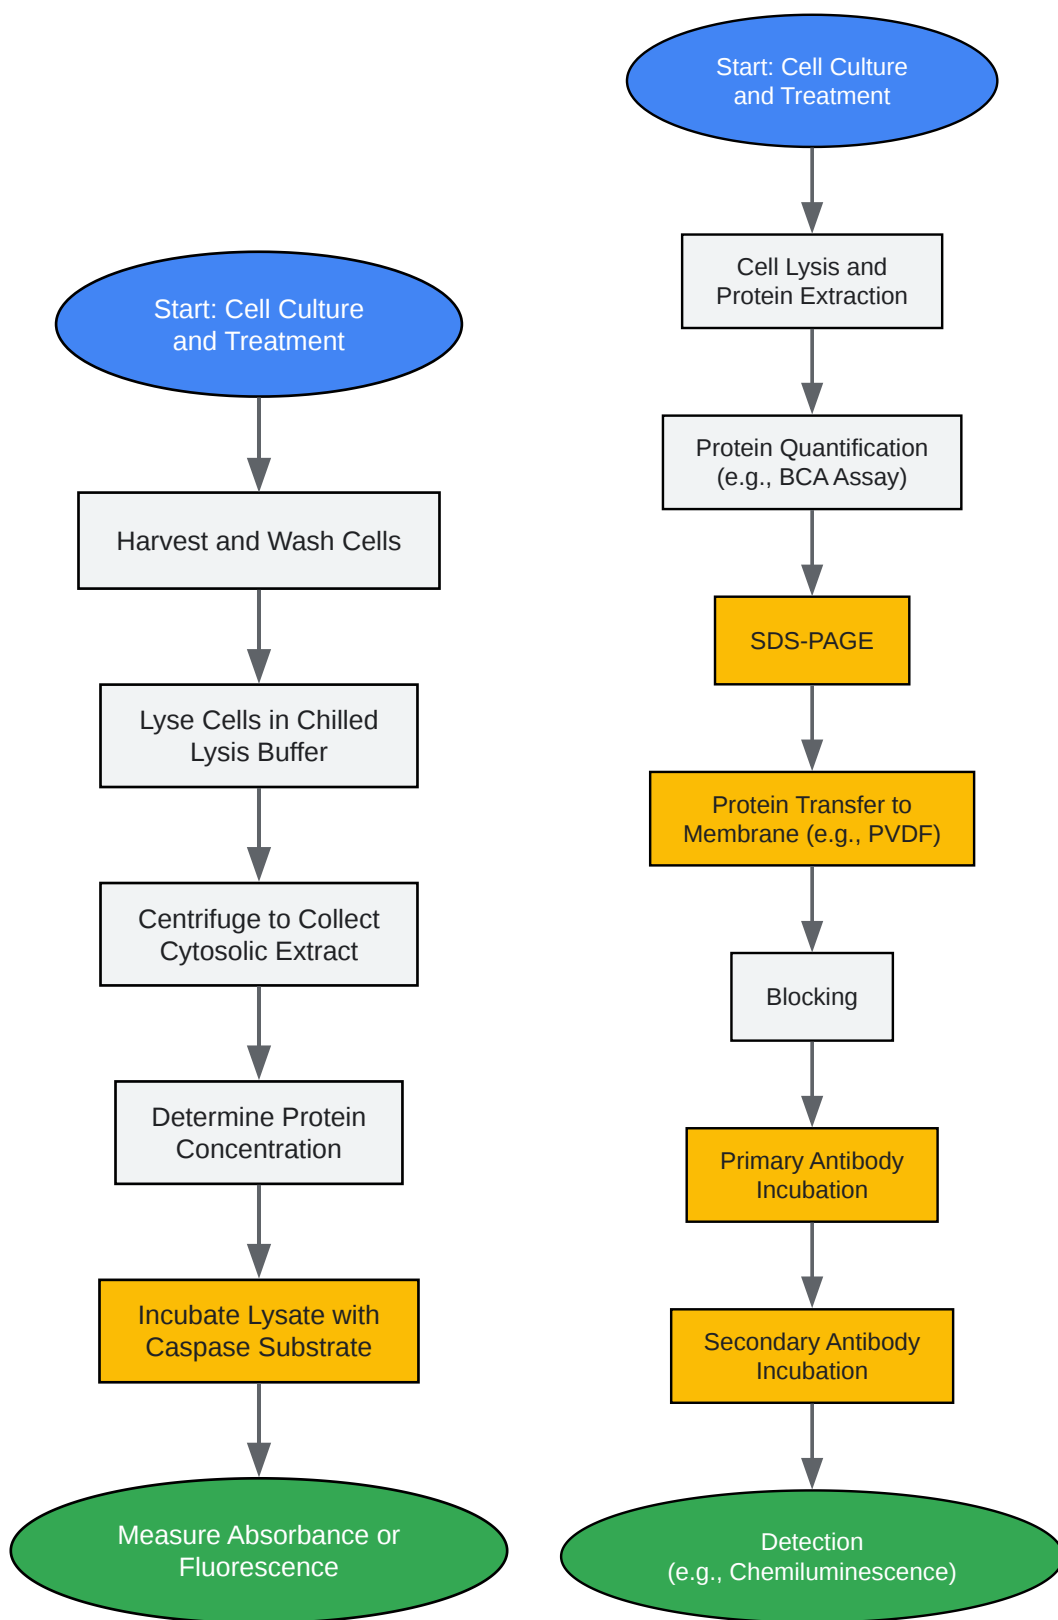 Start: Cell Culture
and Treatment
Harvest and Wash Cells
Lyse Cells in Chilled
Lysis Buffer
Centrifuge to Collect
Cytosolic Extract
Determine Protein
Concentration
Incubate Lysate with
Caspase Substrate
Measure Absorbance or
Fluorescence
Start: Cell Culture
and Treatment
Cell Lysis and
Protein Extraction
Protein Quantification
(e.g., BCA Assay)
SDS-PAGE
Protein Transfer to
Membrane (e.g., PVDF)
Blocking
Primary Antibody
Incubation
Secondary Antibody
Incubation
Detection
(e.g., Chemiluminescence)